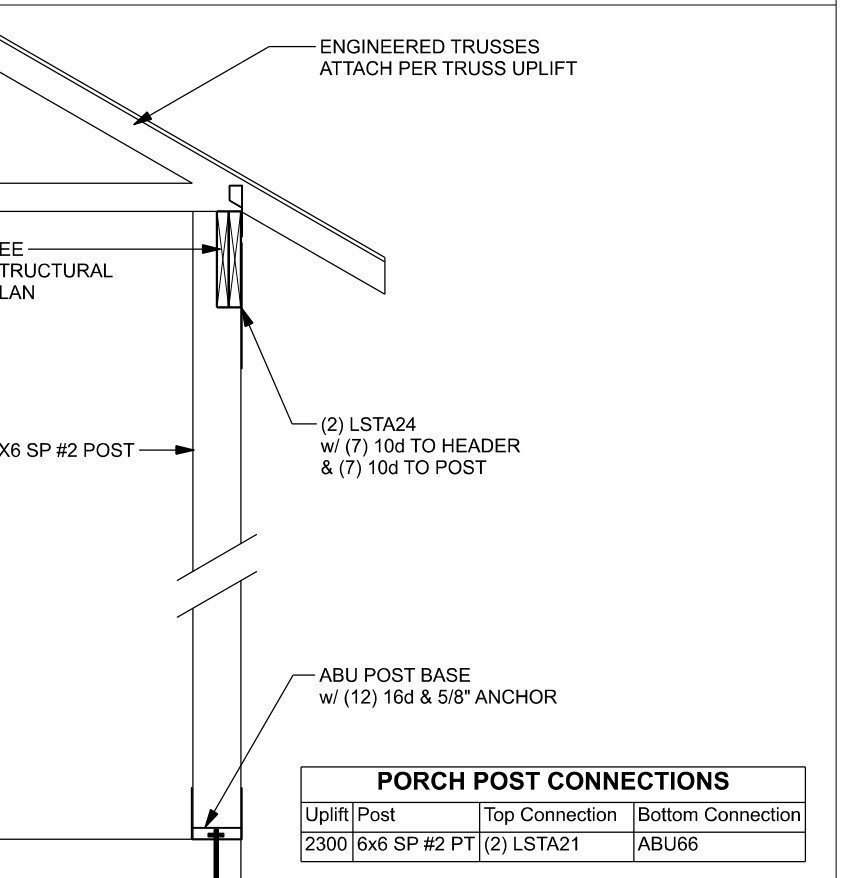 ENGINEERED TRUSSES
ATTACH PER TRUSS UPLIFT
EE
TRUCTURAL
LAN
(2) LSTA24
w/ (7) 10d TO HEADER
& (7) 10d TO POST
X6 SP #2 POST
ABU POST BASE
w/ (12) 16d & 5/8" ANCHOR
PORCH POST CONNECTIONS
Uplift Post Top Connection Bottom Connection
2300 6x6 SP #2 PT (2) LSTA21 ABU66